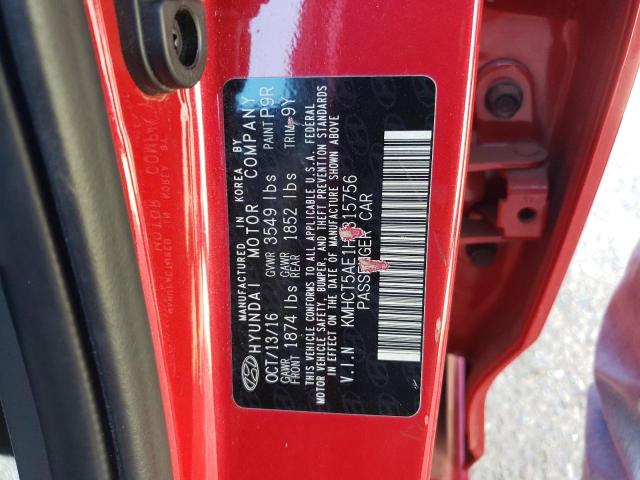 MANUFACTURED IN KOREA BY
HYUNDAI MOTOR COMPANY
OCT/13/16 GVWR 3549 lbs PAINT P9R
GAWR FRONT 1874 lbs GAWR REAR 1852 lbs TRIM 9Y
THIS VEHICLE CONFORMS TO ALL APPLICABLE U.S.A. FEDERAL
MOTOR VEHICLE SAFETY, BUMPER, AND THEFT PREVENTION STANDARDS
IN EFFECT ON THE DATE OF MANUFACTURE SHOWN ABOVE.
V.I.N KMHCT5AE1H 315756
PASSENGER CAR